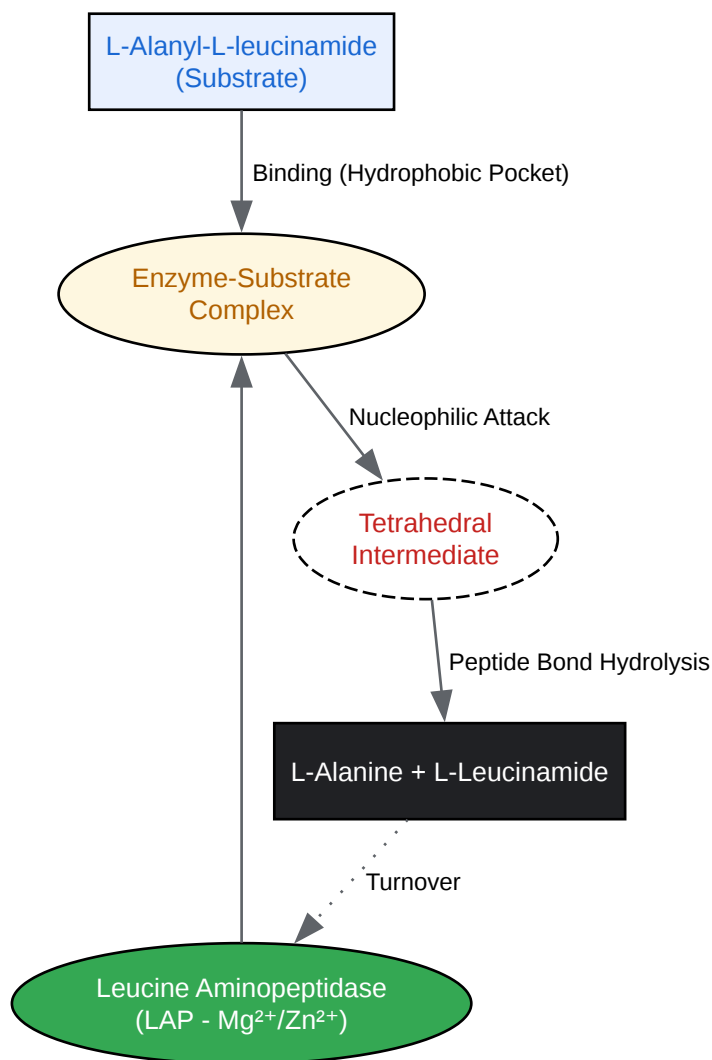 L-Alanyl-L-leucinamide
(Substrate)
Binding (Hydrophobic Pocket)
Enzyme-Substrate
Complex
Nucleophilic Attack
Tetrahedral
Intermediate
Peptide Bond Hydrolysis
L-Alanine + L-Leucinamide
Turnover
Leucine Aminopeptidase
(LAP - Mg²⁺/Zn²⁺)